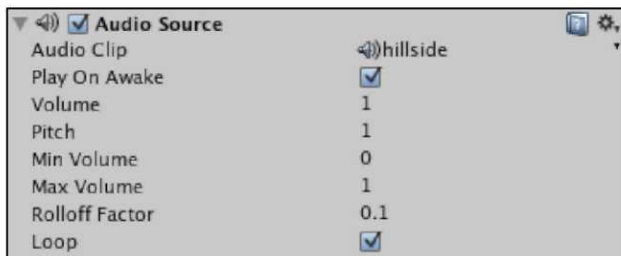 Audio Source
Audio Clip hillside
Play On Awake
Volume 1
Pitch 1
Min Volume 0
Max Volume 1
Rolloff Factor 0.1
Loop